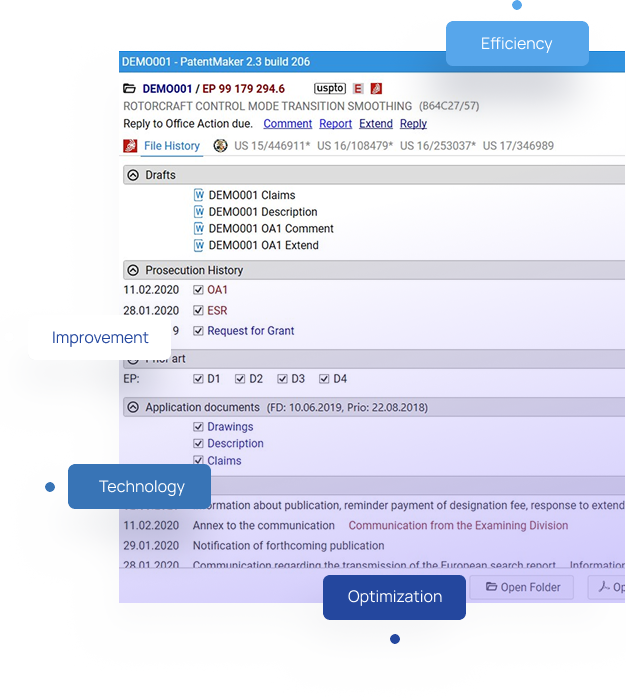 Efficiency
DEMO001 - PatentMaker 2.3 build 206
DEMO001 / EP 99 179 294.6 uspto E
ROTORCRAFT CONTROL MODE TRANSITION SMOOTHING (B64C27/57)
Reply to Office Action due. Comment Report Extend Reply
File History US 15/446911* US 16/108479* US 16/253037* US 17/346989
Drafts
W DEMO001 Claims
W DEMO001 Description
W DEMO001 OA1 Comment
W DEMO001 OA1 Extend
Prosecution History
11.02.2020 OA1
28.01.2020 ESR
9 Request for Grant
Improvement
art
EP: D1 D2 D3 D4
Application documents (FD: 10.06.2019, Prio: 22.08.2018)
Drawings
Description
Claims
Technology
about publication, reminder payment of designation fee, response to extend
11.02.2020 Annex to the communication Communication from the Examining Division
29.01.2020 Notification of forthcoming publication
28.01.2020 Communication regarding the transmission of the European search report
Optimization
Open Folder Op